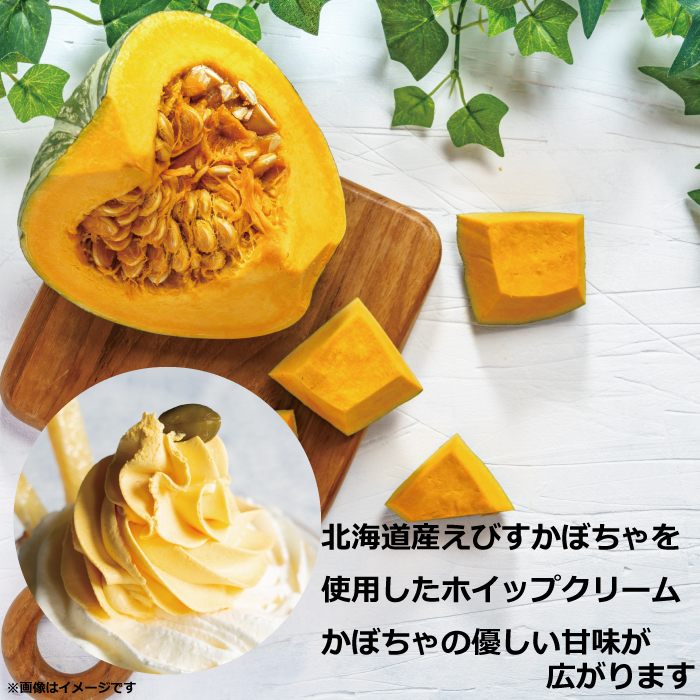 北海道産えびすかぼちゃを
使用したホイップクリーム
かぼちゃの優しい甘味が
広がります
※画像はイメージです